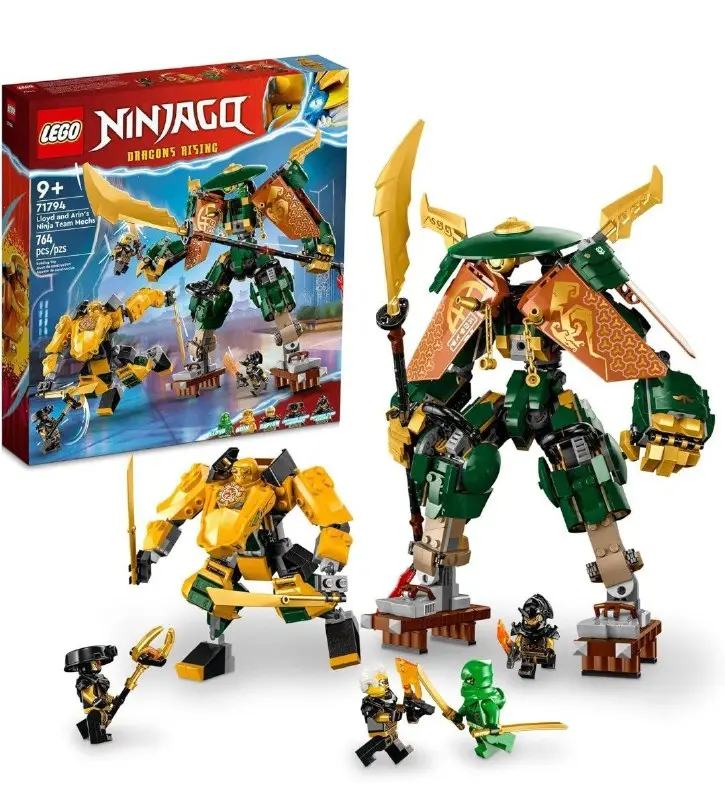 LEGO
NINJAGO
DRAGONS RISING
9+
71794
Lloyd and Arin's
Ninja Team Mechs
764
pcs/pzs